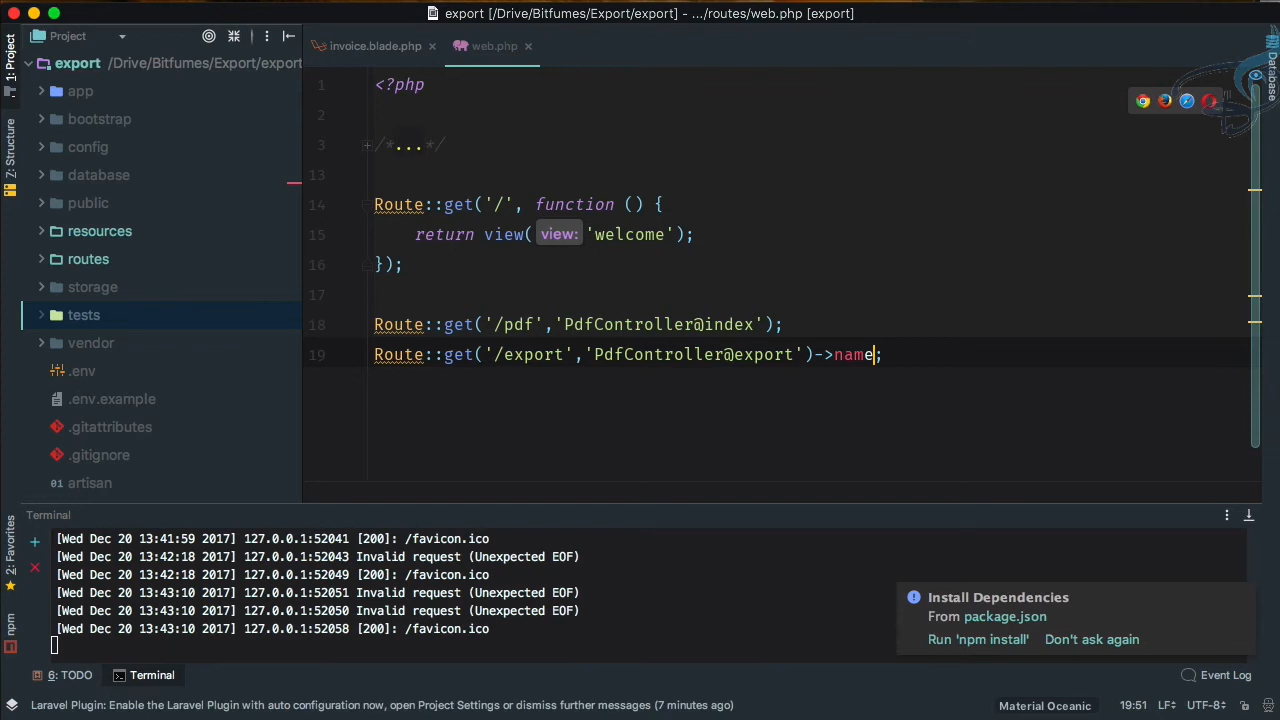 export [/Drive/Bitfumes/Export/export] - .../routes/web.php [export]
Project
invoice.blade.php
web.php
1: Project
Z: Structure
2: Favorites
npm
Database
export /Drive/Bitfumes/Export/export
app
bootstrap
config
database
public
resources
routes
storage
tests
vendor
.env
.env.example
.gitattributes
.gitignore
artisan
1 <?php
2
3 /*...*/
13
14 Route::get('/', function () {
15 return view( view: 'welcome');
16 });
17
18 Route::get('/pdf','PdfController@index');
19 Route::get('/export','PdfController@export')->name;
Terminal
[Wed Dec 20 13:41:59 2017] 127.0.0.1:52041 [200]: /favicon.ico
[Wed Dec 20 13:42:18 2017] 127.0.0.1:52043 Invalid request (Unexpected EOF)
[Wed Dec 20 13:42:18 2017] 127.0.0.1:52049 [200]: /favicon.ico
[Wed Dec 20 13:43:10 2017] 127.0.0.1:52051 Invalid request (Unexpected EOF)
[Wed Dec 20 13:43:10 2017] 127.0.0.1:52050 Invalid request (Unexpected EOF)
[Wed Dec 20 13:43:10 2017] 127.0.0.1:52058 [200]: /favicon.ico
Install Dependencies
From package.json
Run 'npm install' Don't ask again
6: TODO
Terminal
Event Log
Laravel Plugin: Enable the Laravel Plugin with auto configuration now, open Project Settings or dismiss further messages (7 minutes ago)
Material Oceanic
19:51
LF÷
UTF-8÷